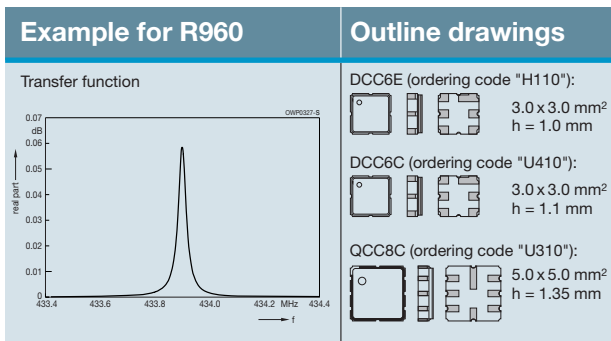 Example for R960
Transfer function
OWP0327-S
0.07
dB
0.06
0.05
0.04
0.03
0.02
0.01
0
real part
433.4 433.6 433.8 434.0 434.2 MHz 434.4
f
Outline drawings
DCC6E (ordering code "H110"):
3.0 x 3.0 mm²
h = 1.0 mm
DCC6C (ordering code "U410"):
3.0 x 3.0 mm²
h = 1.1 mm
QCC8C (ordering code "U310"):
5.0 x 5.0 mm²
h = 1.35 mm